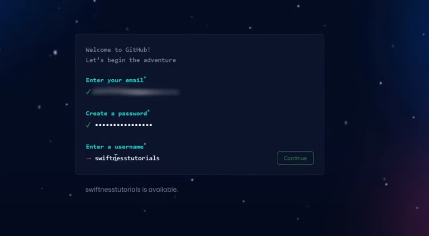 Welcome to GitHub!
Let's begin the adventure
Enter your email*
✓
Create a password*
✓ ••••••••••••••••
Enter a username*
→ swiftnesstutorials
Continue
swiftnesstutorials is available.